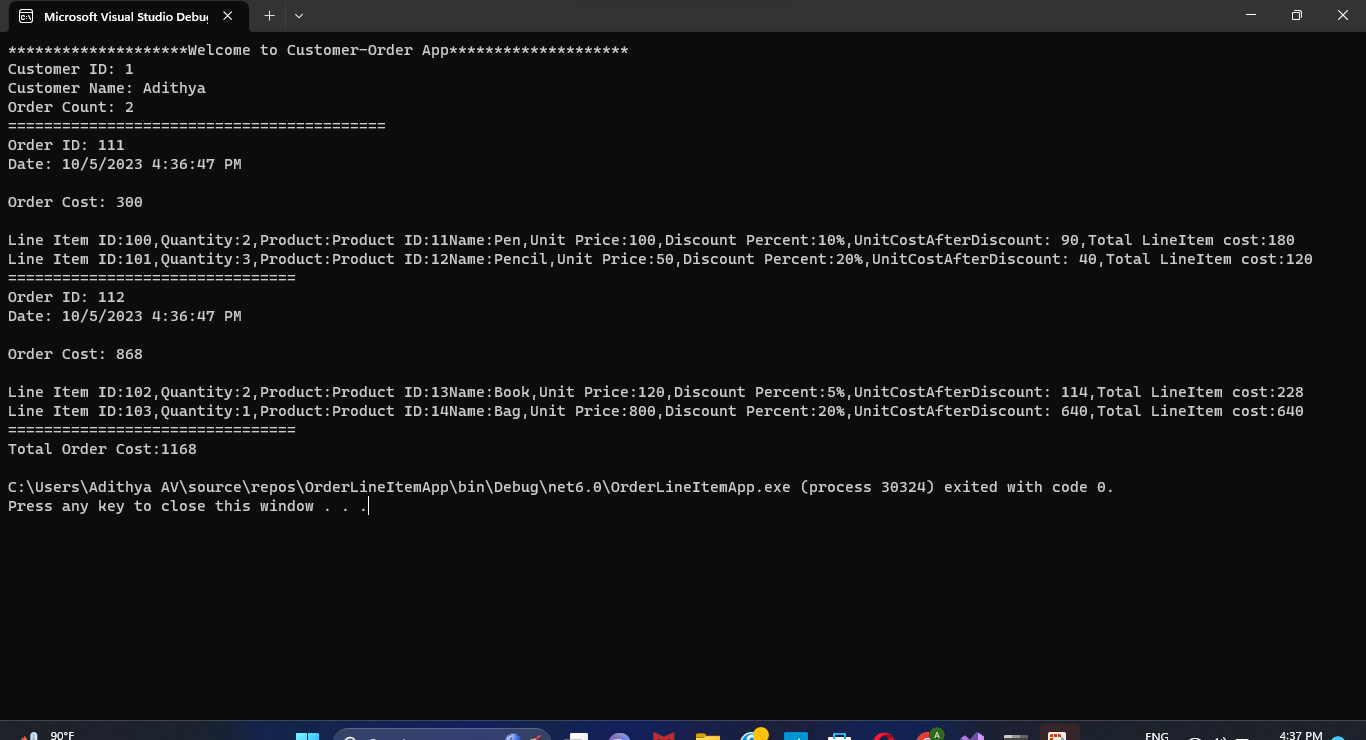 Microsoft Visual Studio Debug
********************Welcome to Customer-Order App********************
Customer ID: 1
Customer Name: Adithya
Order Count: 2
==========================================
Order ID: 111
Date: 10/5/2023 4:36:47 PM
Order Cost: 300
Line Item ID:100,Quantity:2,Product:Product ID:11Name:Pen,Unit Price:100,Discount Percent:10%,UnitCostAfterDiscount: 90,Total LineItem cost:180
Line Item ID:101,Quantity:3,Product:Product ID:12Name:Pencil,Unit Price:50,Discount Percent:20%,UnitCostAfterDiscount: 40,Total LineItem cost:120
================================
Order ID: 112
Date: 10/5/2023 4:36:47 PM
Order Cost: 868
Line Item ID:102,Quantity:2,Product:Product ID:13Name:Book,Unit Price:120,Discount Percent:5%,UnitCostAfterDiscount: 114,Total LineItem cost:228
Line Item ID:103,Quantity:1,Product:Product ID:14Name:Bag,Unit Price:800,Discount Percent:20%,UnitCostAfterDiscount: 640,Total LineItem cost:640
================================
Total Order Cost:1168
C:\Users\Adithya AV\source\repos\OrderLineItemApp\bin\Debug\net6.0\OrderLineItemApp.exe (process 30324) exited with code 0.
Press any key to close this window . . .
90°F
A
ENG
4:37 PM